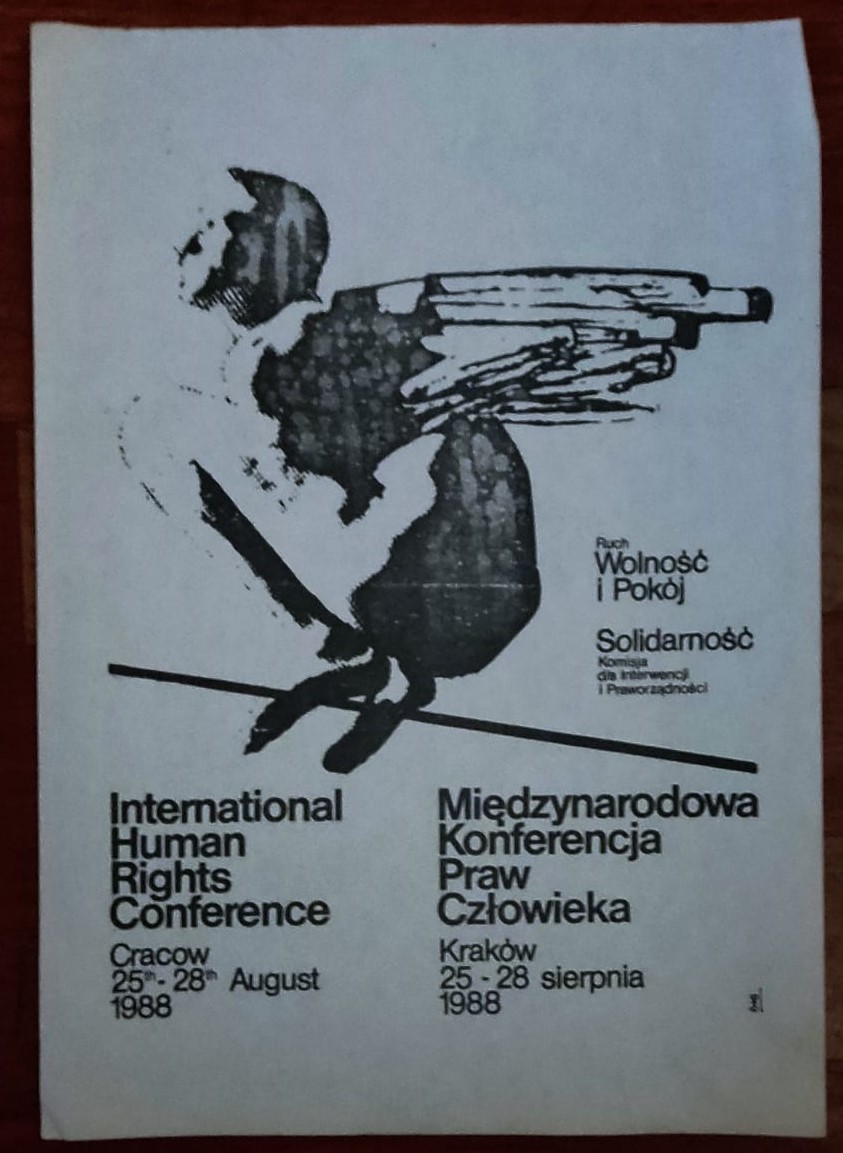 Ruch
Wolność
i Pokój
Solidarność
Komisja
dla Interwencji
i Praworządności
International
Human
Rights
Conference
Cracow
25th- 28th August
1988
Międzynarodowa
Konferencja
Praw
Człowieka
Kraków
25 - 28 sierpnia
1988